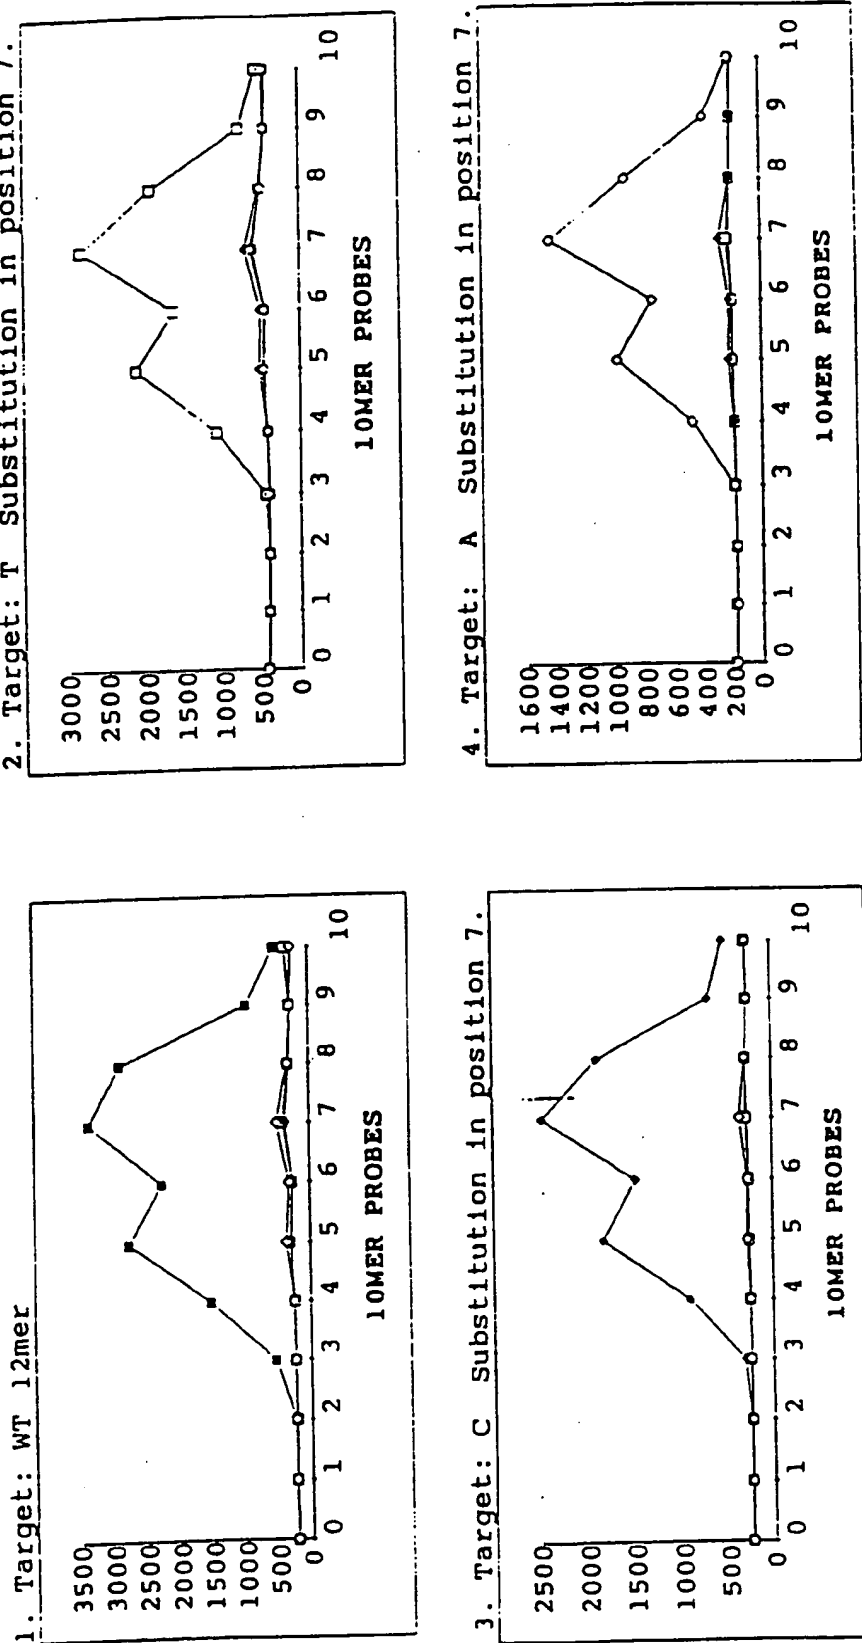 1. Target: WT 12mer
3500
3000
2500
2000
1500
1000
500
0
0 1 2 3 4 5 6 7 8 9 10
10MER PROBES
2. Target: T Substitution in position 7.
3000
2500
2000
1500
1000
500
0
0 1 2 3 4 5 6 7 8 9 10
10MER PROBES
3. Target: C Substitution in position 7.
2500
2000
1500
1000
500
0
0 1 2 3 4 5 6 7 8 9 10
10MER PROBES
4. Target: A Substitution in position 7.
1600
1400
1200
1000
800
600
400
200
0
0 1 2 3 4 5 6 7 8 9 10
10MER PROBES